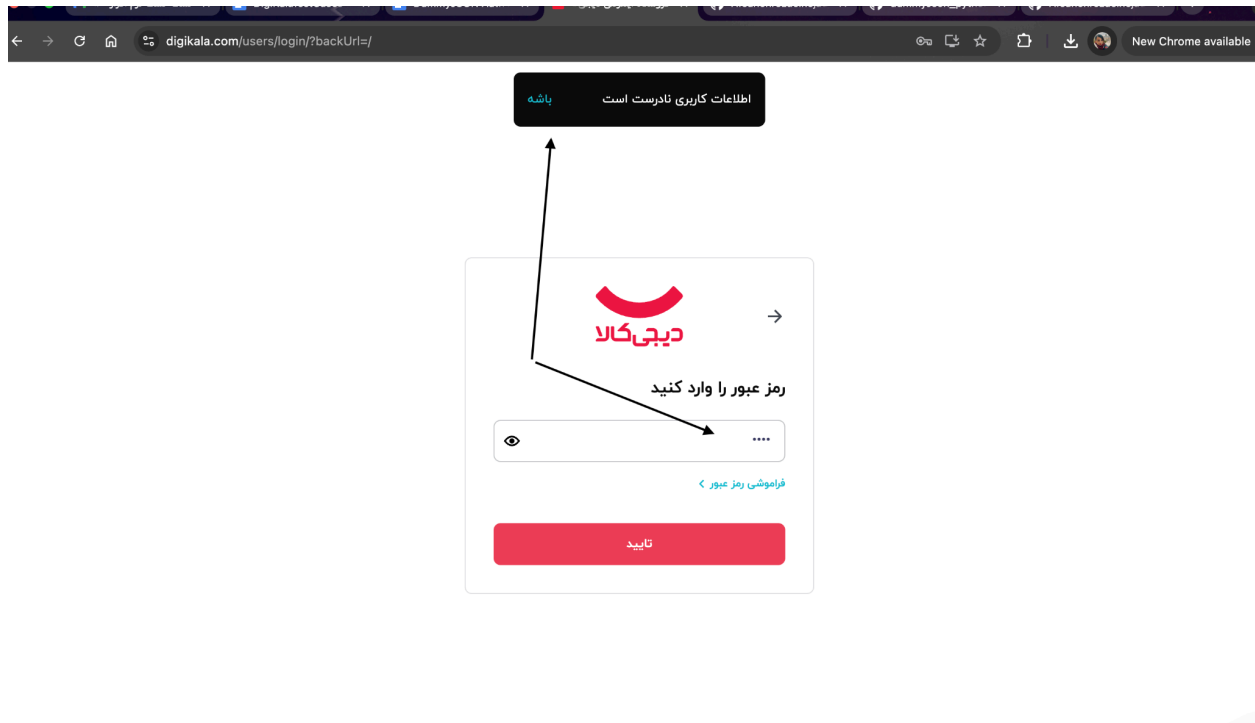 digikala.com/users/login/?backUrl=/
New Chrome available
اطلاعات کاربری نادرست است
باشه
دیجی‌کالا
رمز عبور را وارد کنید
••••
فراموشی رمز عبور
تایید